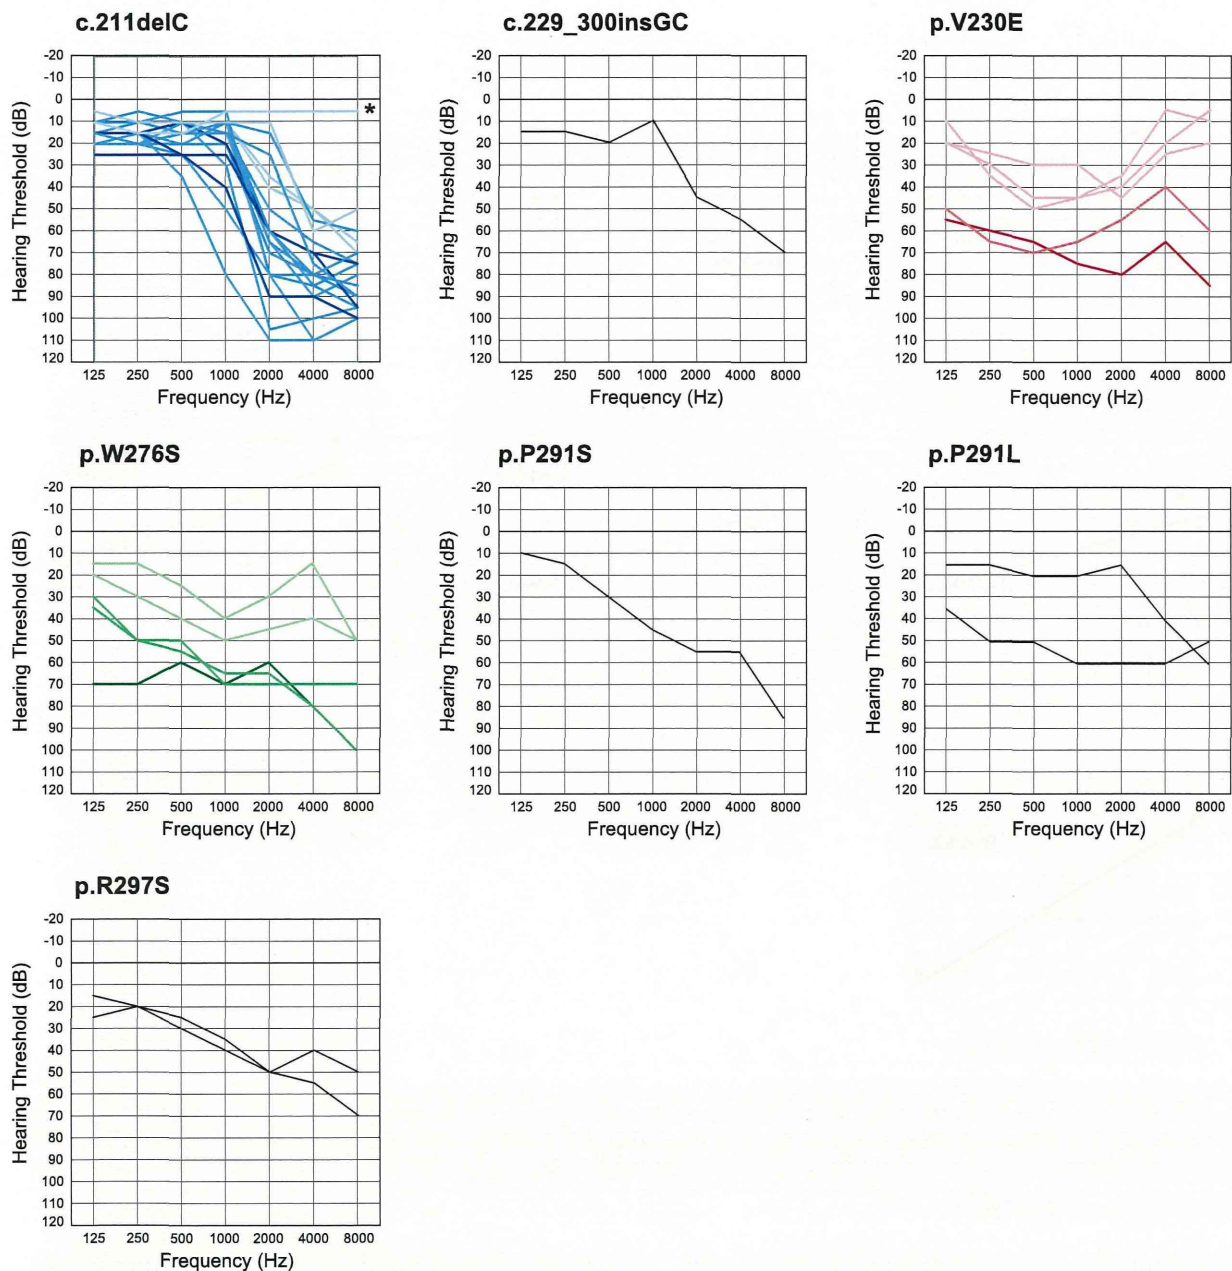 c.211delC c.229_300insGC p.V230E
-20 -20 -20
-10 -10 -10
0 0 0
10 * 10 10
20 20 20
30 30 30
40 40 40
50 50 50
60 60 60
70 70 70
80 80 80
90 90 90
100 100 100
110 110 110
120 120 120
Hearing Threshold (dB) Hearing Threshold (dB) Hearing Threshold (dB)
125 250 500 1000 2000 4000 8000 125 250 500 1000 2000 4000 8000 125 250 500 1000 2000 4000 8000
Frequency (Hz) Frequency (Hz) Frequency (Hz)
p.W276S p.P291S p.P291L
-20 -20 -20
-10 -10 -10
0 0 0
10 10 10
20 20 20
30 30 30
40 40 40
50 50 50
60 60 60
70 70 70
80 80 80
90 90 90
100 100 100
110 110 110
120 120 120
Hearing Threshold (dB) Hearing Threshold (dB) Hearing Threshold (dB)
125 250 500 1000 2000 4000 8000 125 250 500 1000 2000 4000 8000 125 250 500 1000 2000 4000 8000
Frequency (Hz) Frequency (Hz) Frequency (Hz)
p.R297S
-20
-10
0
10
20
30
40
50
60
70
80
90
100
110
120
Hearing Threshold (dB)
125 250 500 1000 2000 4000 8000
Frequency (Hz)